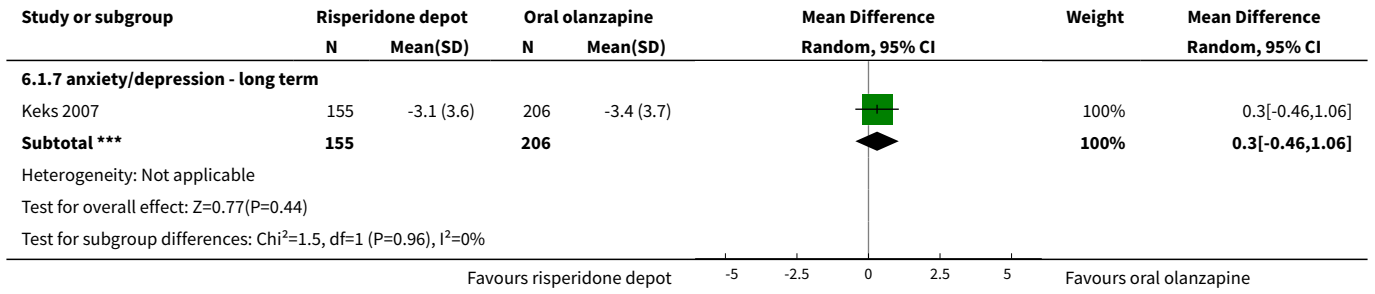 Study or subgroup Risperidone depot Oral olanzapine Mean Difference Weight Mean Difference
N Mean(SD) N Mean(SD) Random, 95% CI Random, 95% CI
6.1.7 anxiety/depression - long term
Keks 2007 155 -3.1 (3.6) 206 -3.4 (3.7) 100% 0.3[-0.46,1.06]
Subtotal *** 155 206 100% 0.3[-0.46,1.06]
Heterogeneity: Not applicable
Test for overall effect: Z=0.77(P=0.44)
Test for subgroup differences: Chi²=1.5, df=1 (P=0.96), I²=0%
Favours risperidone depot -5 -2.5 0 2.5 5 Favours oral olanzapine